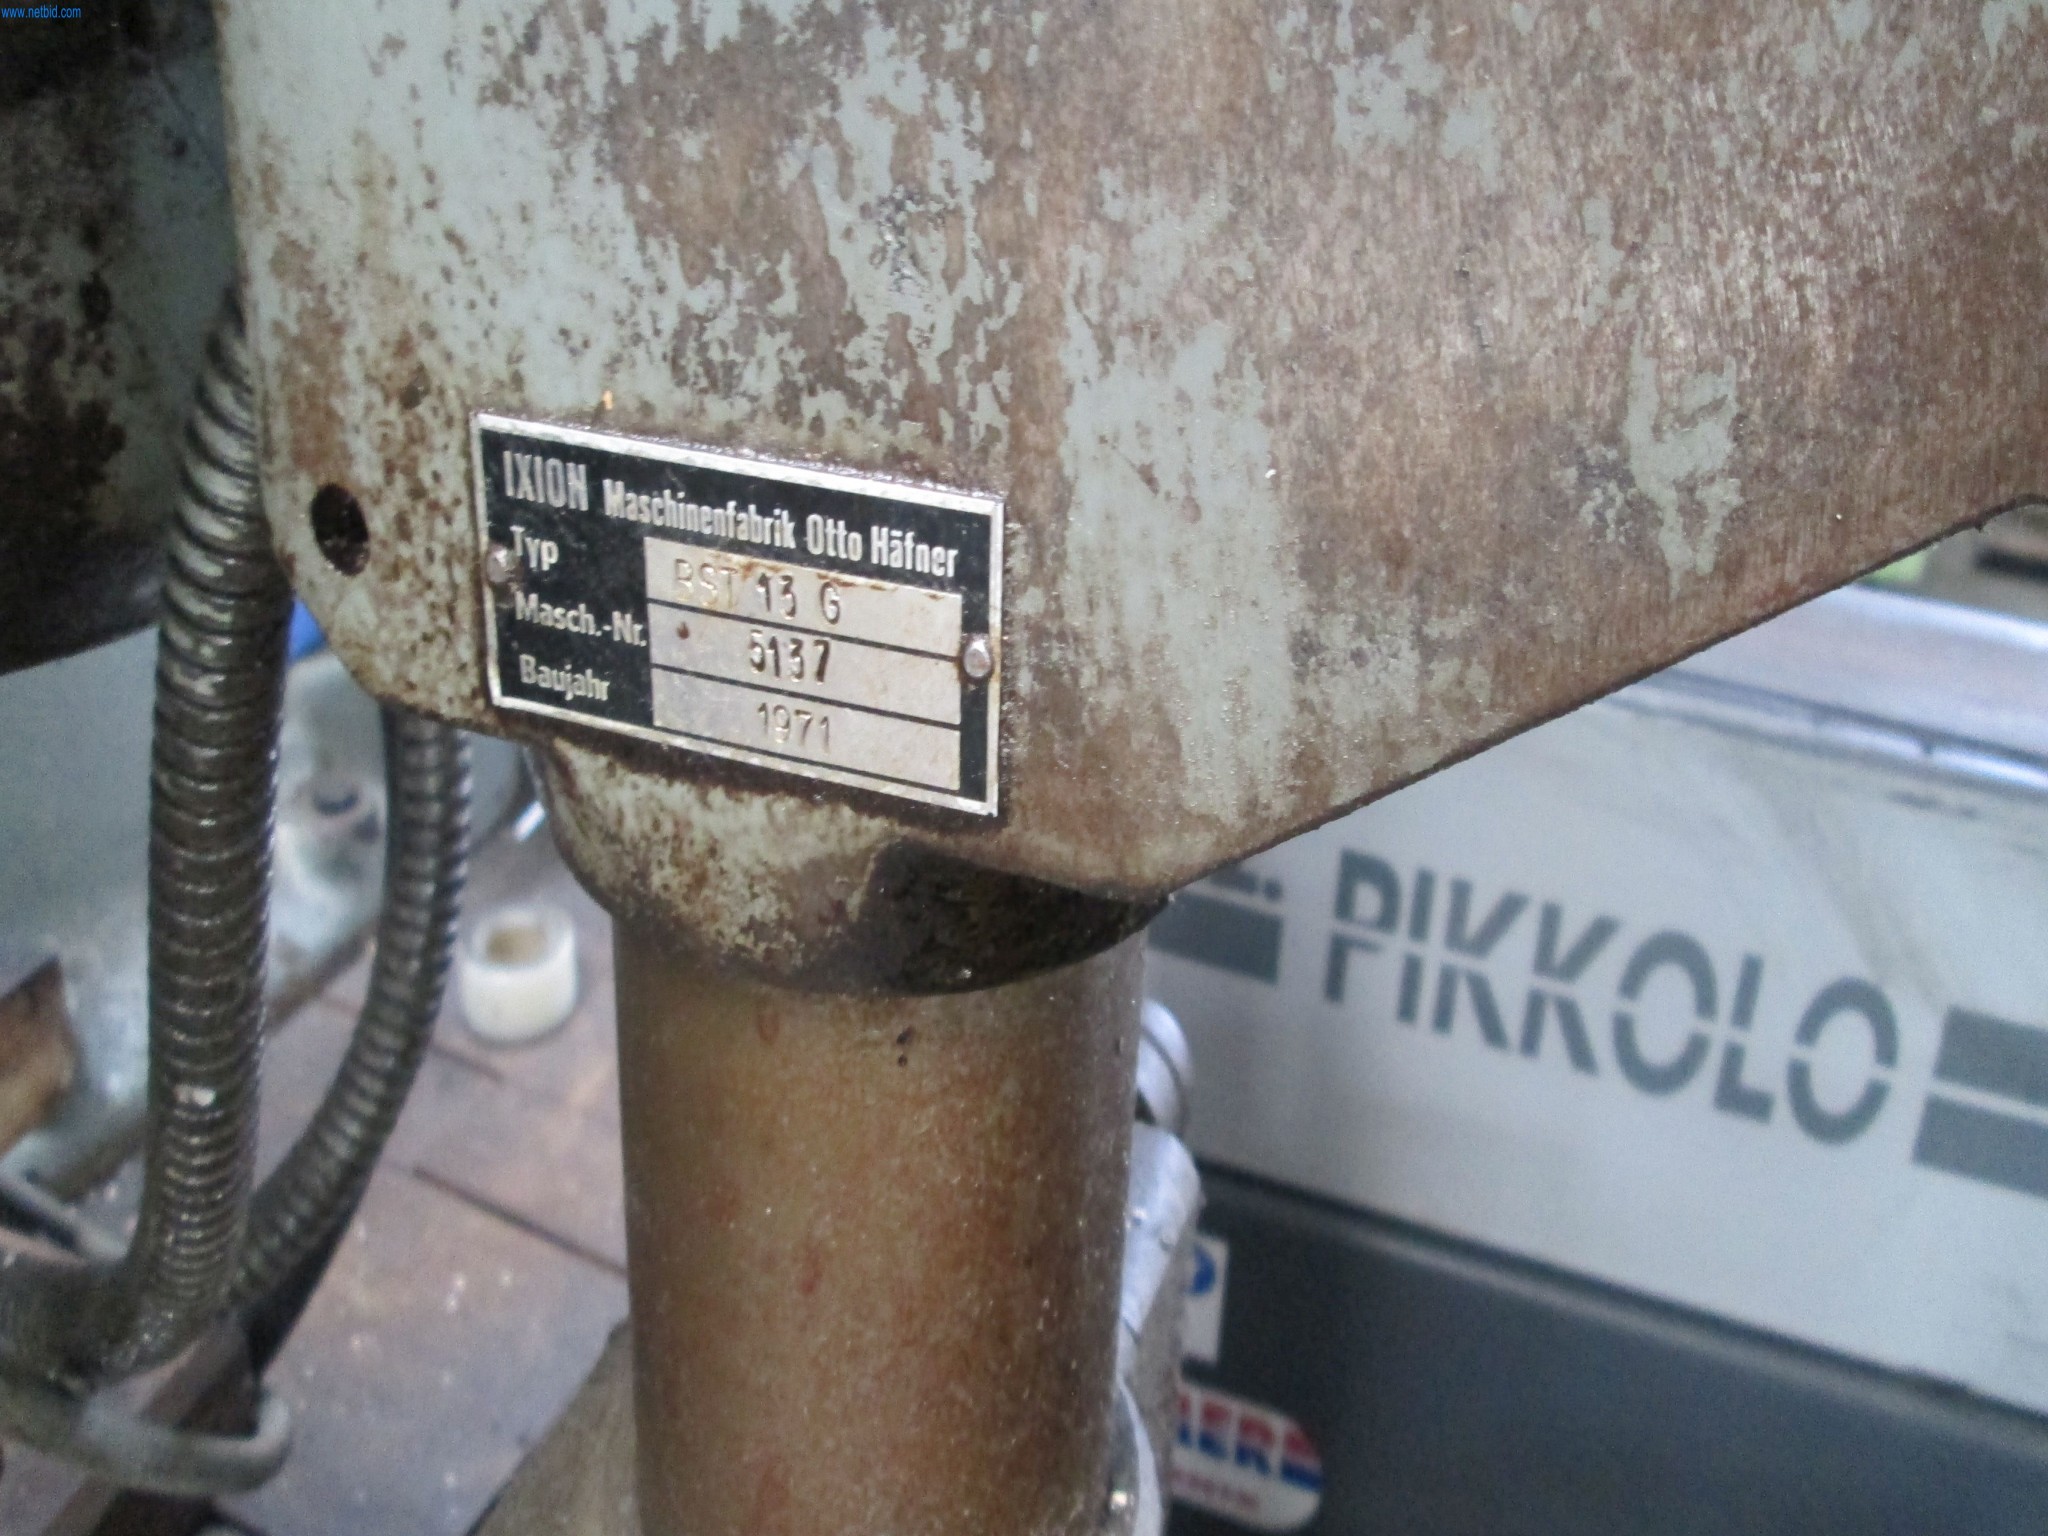 www.netbid.com
IXION Maschinenfabrik Otto Häfner
Typ BST 13 G
Masch.-Nr. 5137
Baujahr 1971
PIKKOLO